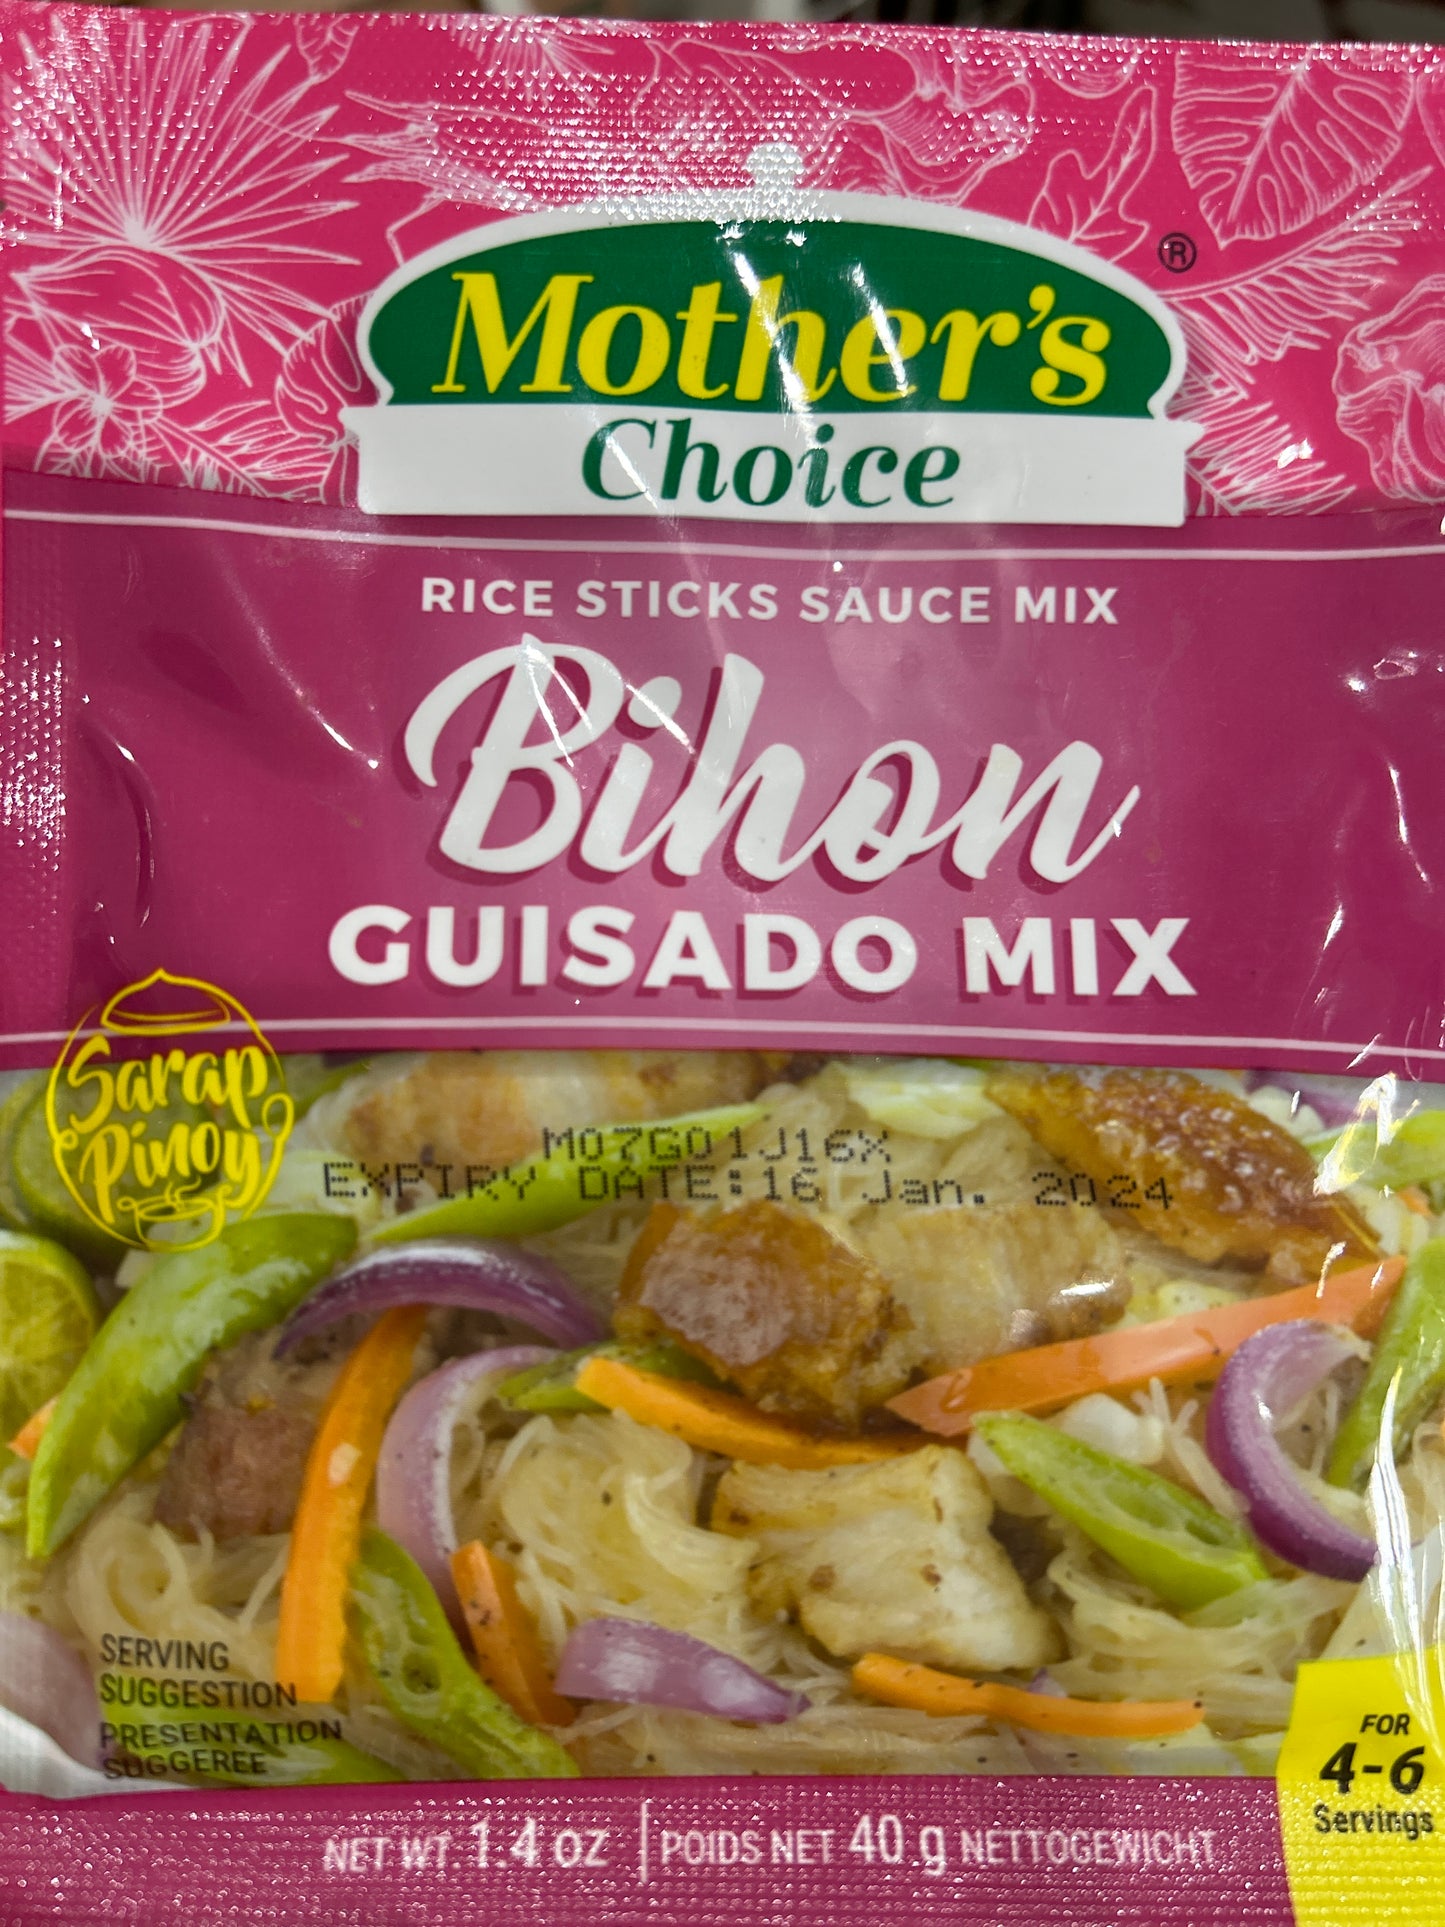 Mother's
®
Choice
RICE STICKS SAUCE MIX
Bihon
GUISADO MIX
Sarap
Pinoy
M07G01J16X
EXPIRY DATE:16 Jan. 2024
SERVING
SUGGESTION
PRESENTATION
SUGGEREE
FOR
4-6
Servings
NET WT. 1.4 oz | POIDS NET 40 g NETTOGEWICHT